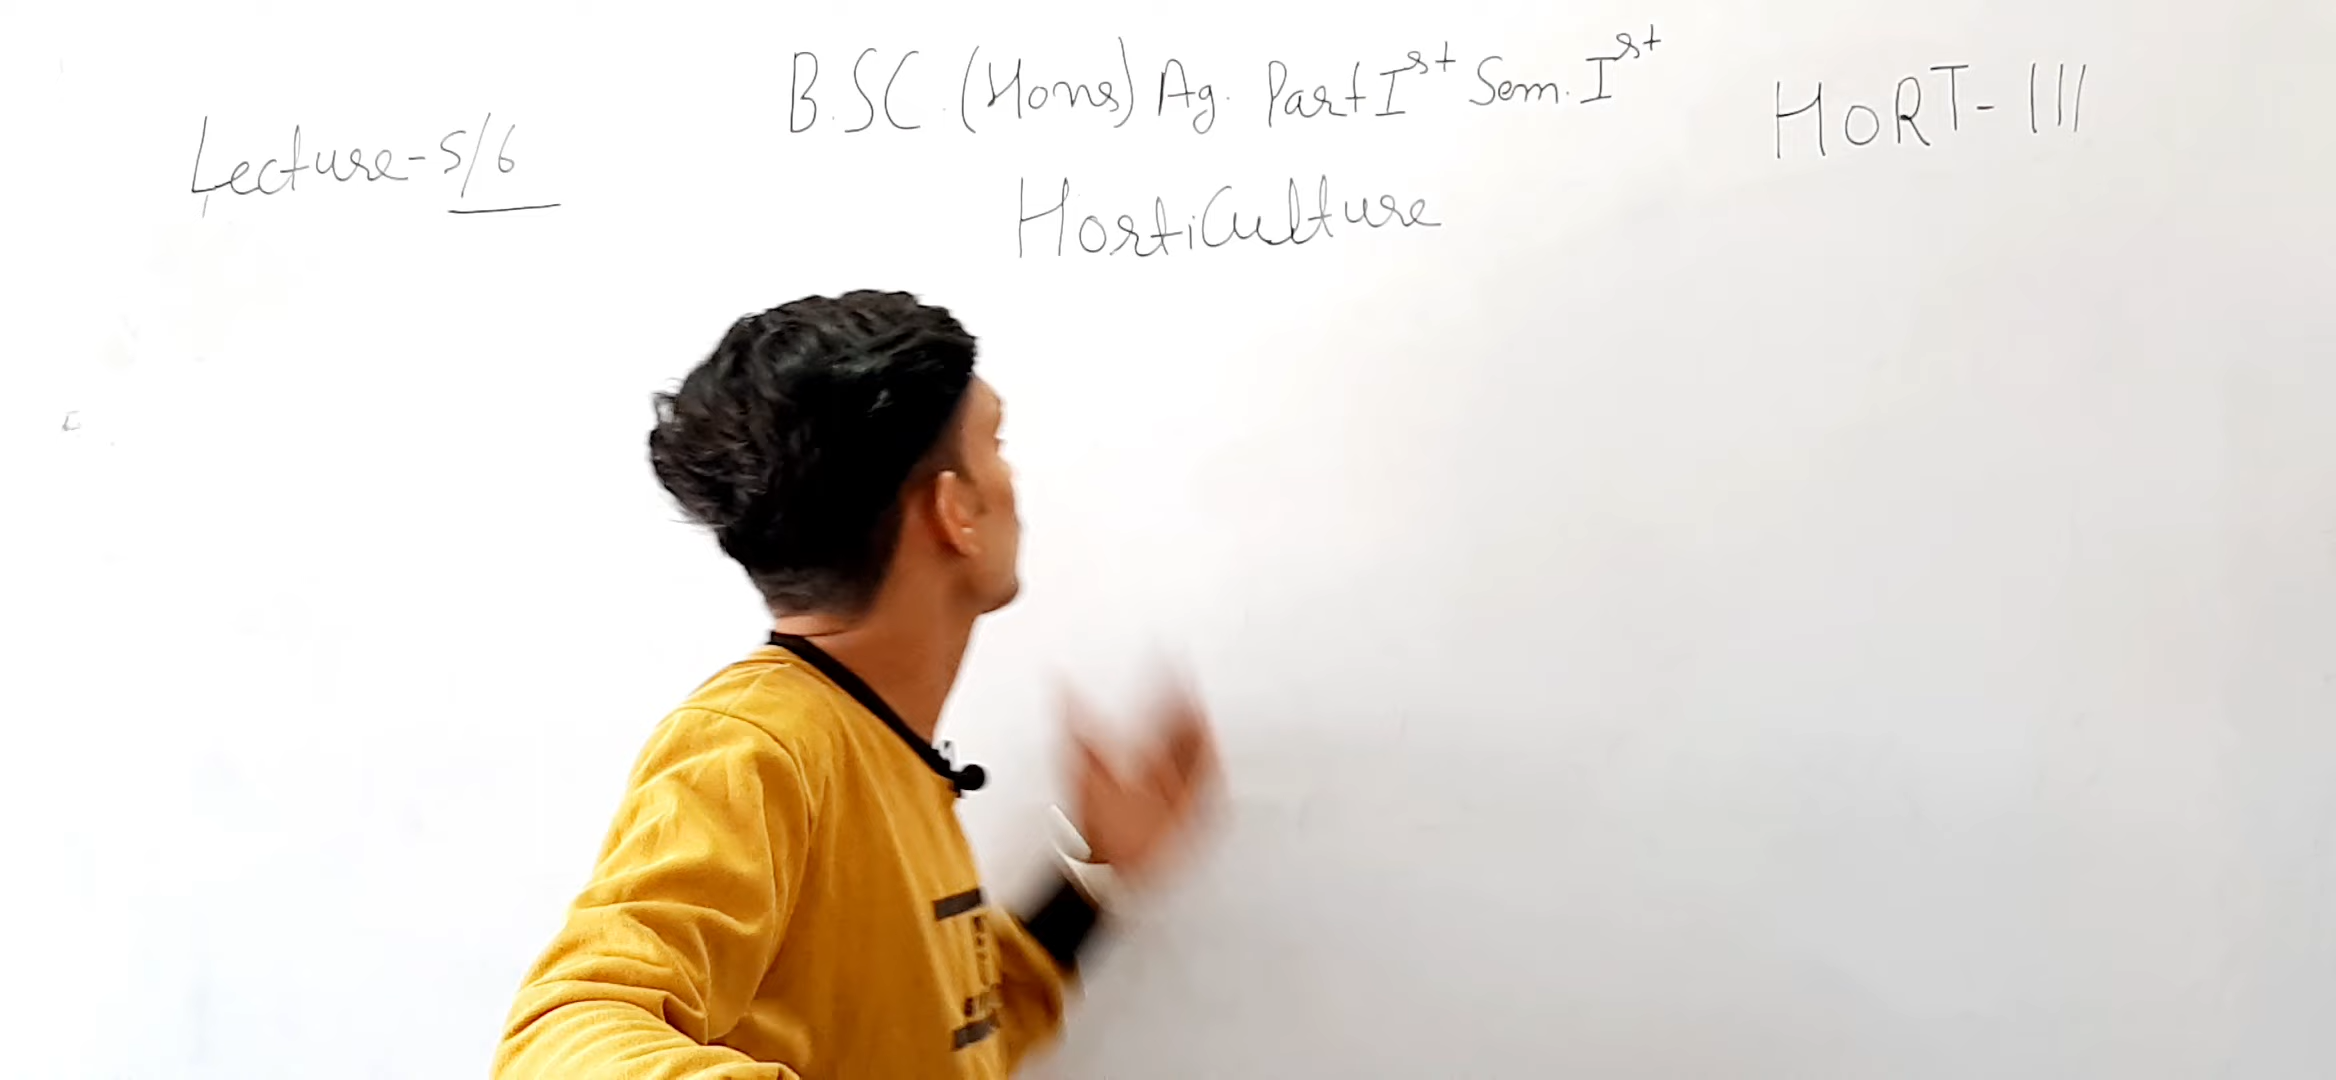 Lecture-5/6
B.SC. (Hons) Ag. Part Ist Sem. Ist
HORT-111
Horticulture